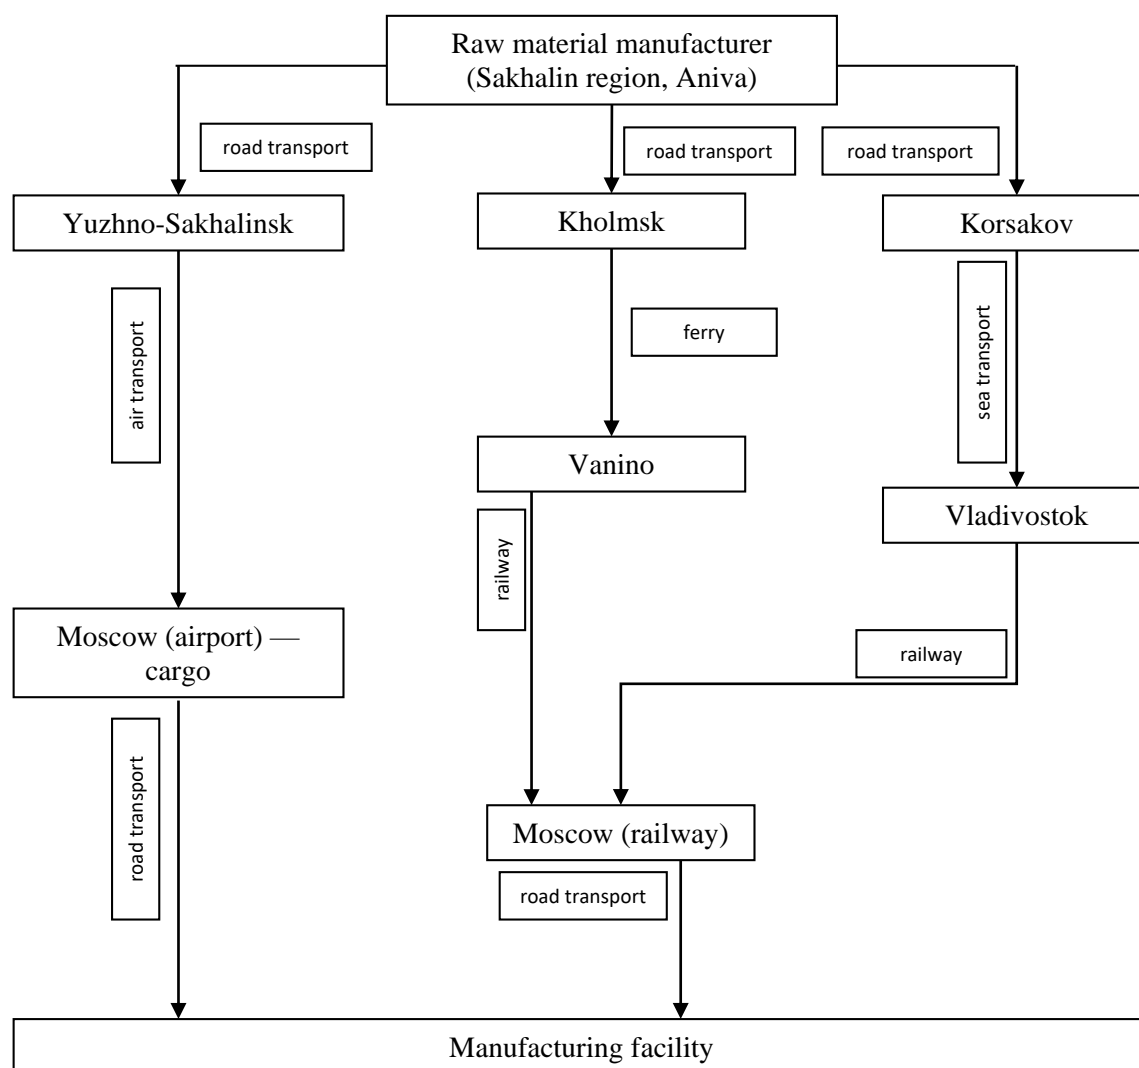 Raw material manufacturer
(Sakhalin region, Aniva)
road transport
road transport
road transport
Yuzhno-Sakhalinsk
Kholmsk
Korsakov
air transport
ferry
sea transport
Vanino
Vladivostok
railway
Moscow (airport) —
cargo
railway
road transport
Moscow (railway)
road transport
Manufacturing facility